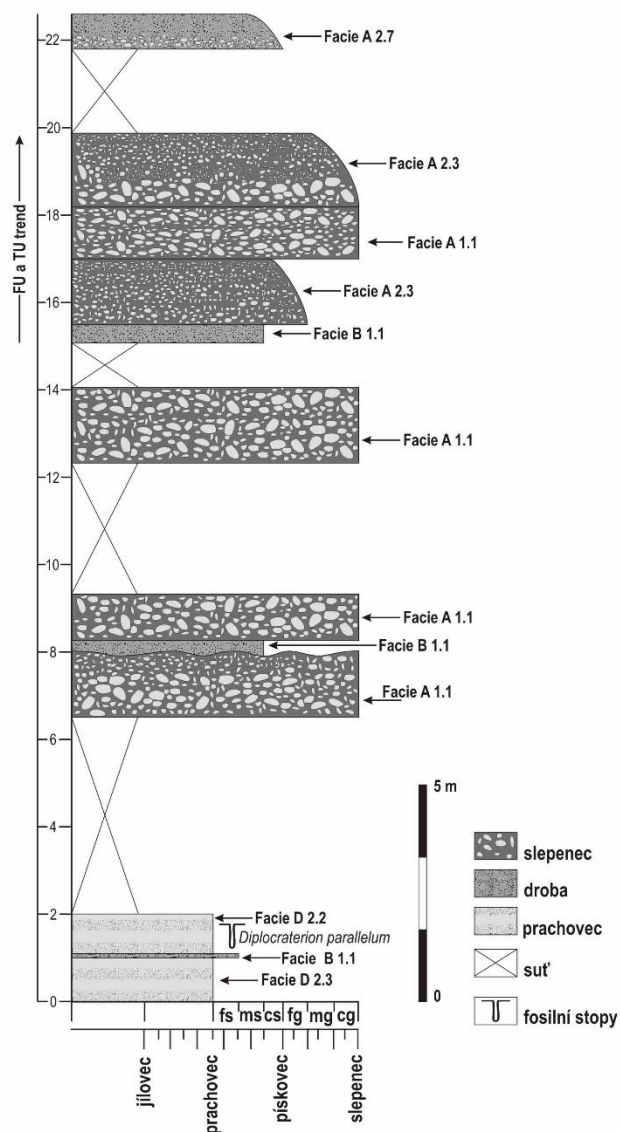 22
Facie A 2.7
20
FU a TU trend
Facie A 2.3
18
Facie A 1.1
Facie A 2.3
16
Facie B 1.1
14
Facie A 1.1
12
10
Facie A 1.1
Facie B 1.1
8
Facie A 1.1
6
5 m
4
slepenec
droba
2
Facie D 2.2
Diplocraterion parallelum
prachovec
Facie B 1.1
suť
Facie D 2.3
0
0
fs ms cs fg mg cg
fosilní stopy
jílovec
prachovec
pískovec
slepenec